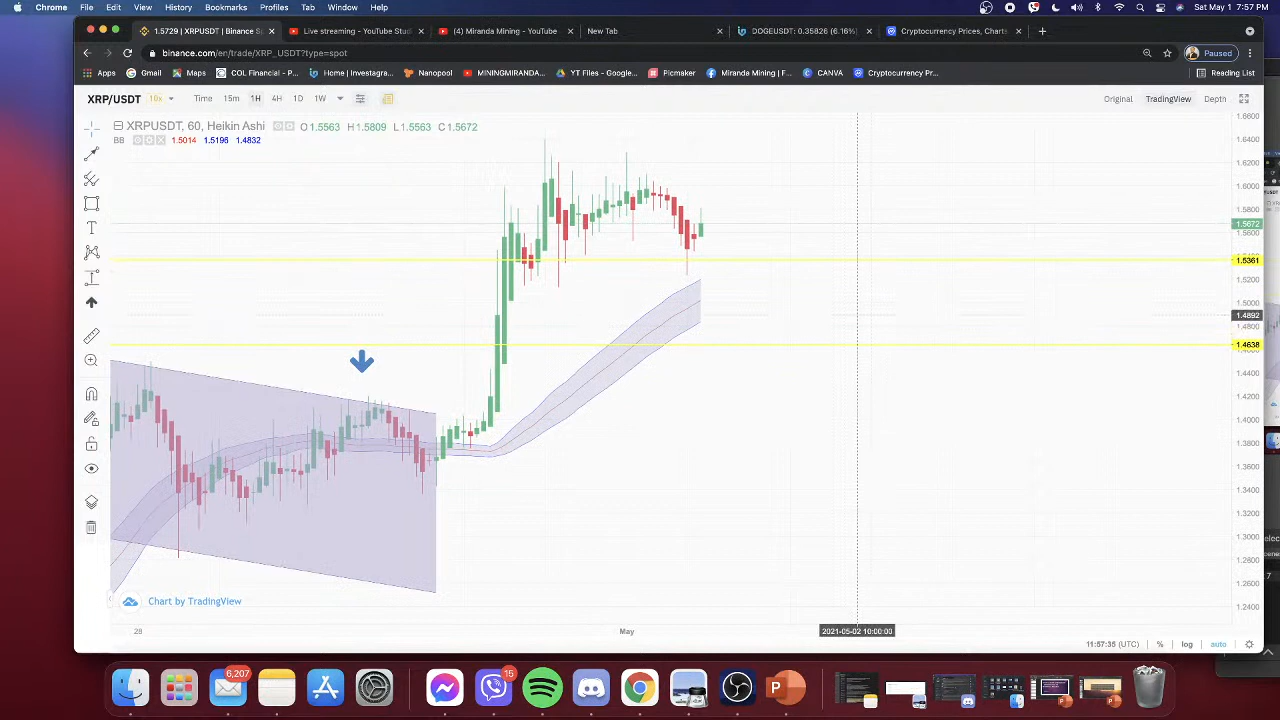 Chrome File Edit View History Bookmarks Profiles Tab Window Help Sat May 1 7:57 PM
1.5729 | XRPUSDT | Binance Sp Live streaming - YouTube Stud (4) Miranda Mining - YouTube New Tab DOGEUSDT: 0.35826 (6.16%) Cryptocurrency Prices, Charts
binance.com/en/trade/XRP_USDT?type=spot Paused
Apps Gmail Maps COL Financial - P... Home | Investagra... Nanopool MININGMIRANDA... YT Files - Google... Picmaker Miranda Mining | F... CANVA Cryptocurrency Pr... Reading List
XRP/USDT 10x Time 15m 1H 4H 1D 1W Original TradingView Depth
XRPUSDT, 60, Heikin Ashi O 1.5563 H 1.5809 L 1.5563 C 1.5672
BB 1.5014 1.5196 1.4832
1.6600
1.6400
1.6200
1.6000
1.5800
1.5672
1.5600
1.5361
1.5200
1.5000
1.4892
1.4800
1.4638
1.4400
1.4200
1.4000
1.3800
1.3600
1.3400
1.3200
1.3000
1.2800
1.2600
1.2400
Chart by TradingView
28 May 2021-05-02 10:00:00
11:57:35 (UTC) % log auto
6,207
15